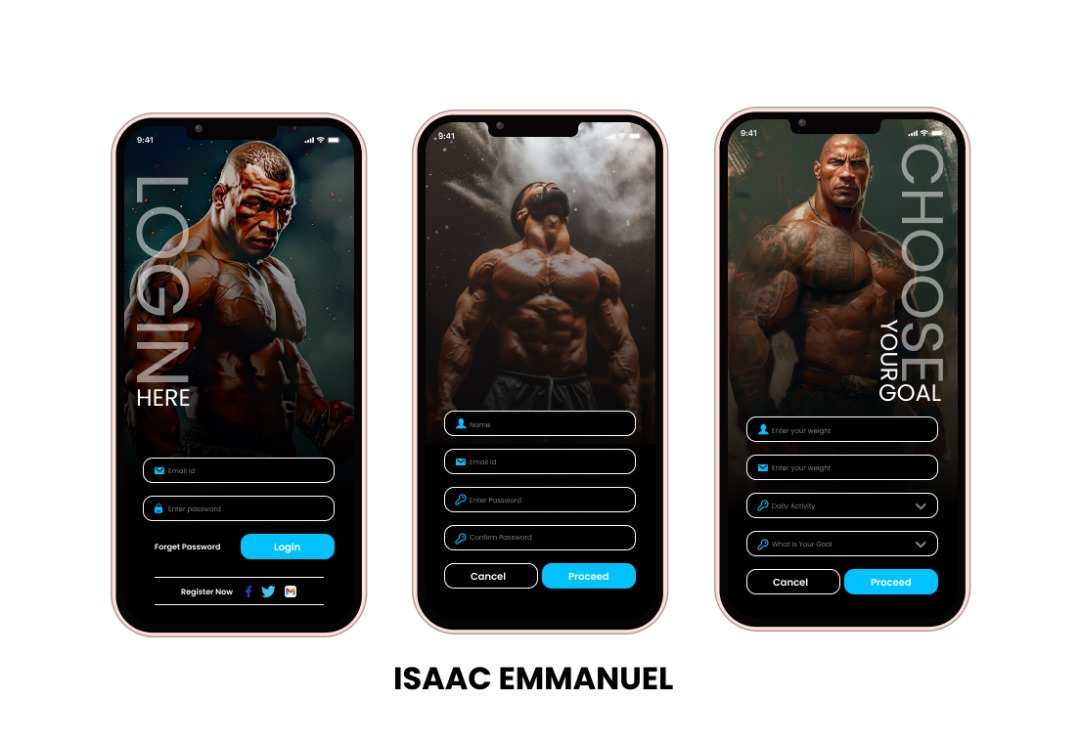 9:41
LOGIN
HERE
Email id
Enter password
Forget Password
Login
Register Now
9:41
Name
Email id
Enter Password
Confirm Password
Cancel
Proceed
9:41
CHOOSE
YOUR
GOAL
Enter your weight
Enter your weight
Daily Activity
What is Your Goal
Cancel
Proceed
ISAAC EMMANUEL